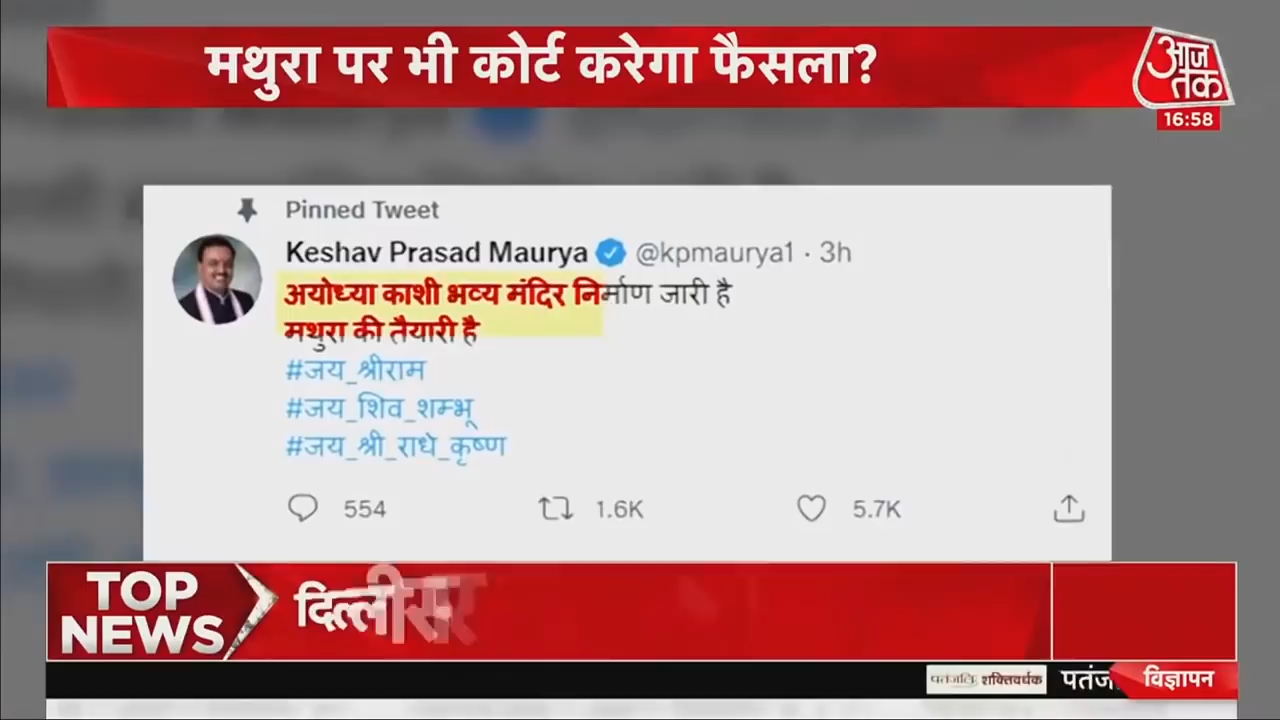 मथुरा पर भी कोर्ट करेगा फैसला?
आज तक
16:58
Pinned Tweet
Keshav Prasad Maurya @kpmaurya1 · 3h
अयोध्या काशी भव्य मंदिर निर्माण जारी है
मथुरा की तैयारी है
#जय_श्रीराम
#जय_शिव_शम्भू
#जय_श्री_राधे_कृष्ण
554 1.6K 5.7K
TOP NEWS
दिल्ली
पतंजलि शक्तिवर्धक
विज्ञापन